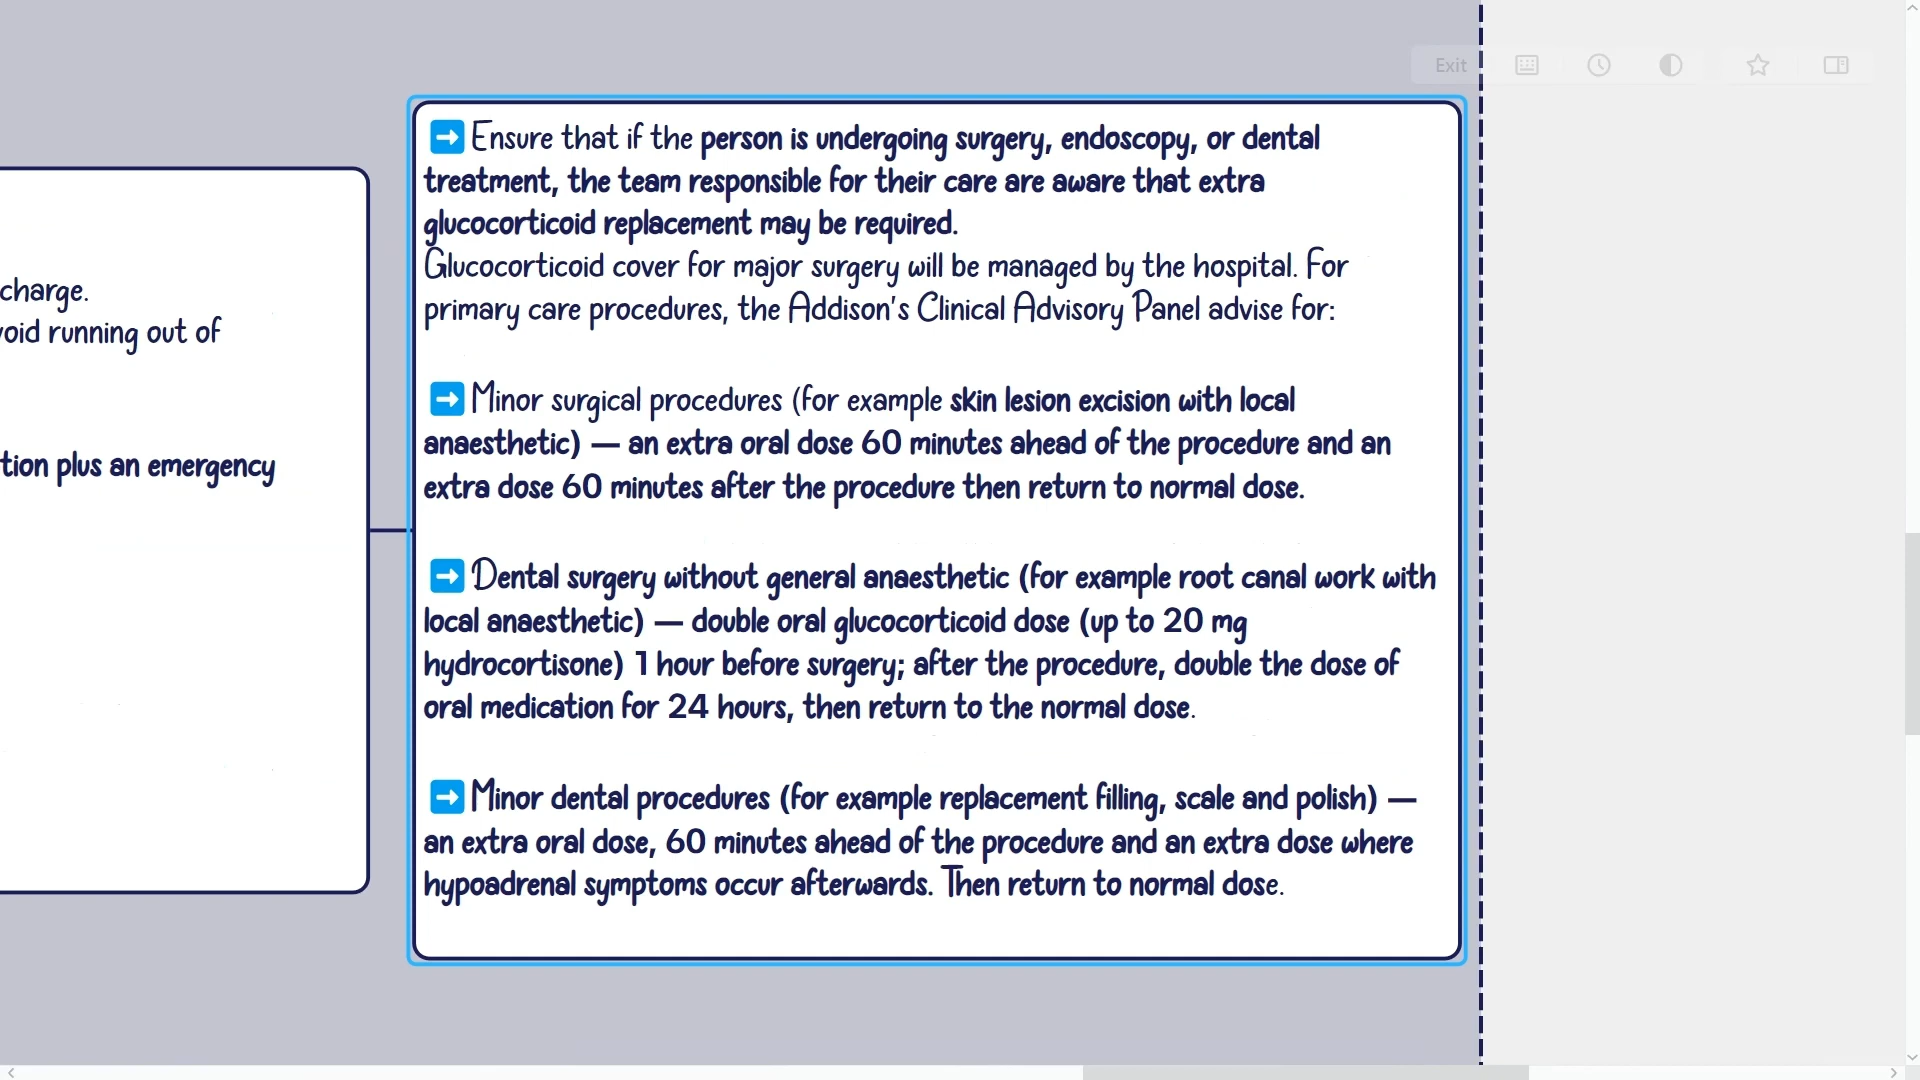 Exit
➡️ Ensure that if the person is undergoing surgery, endoscopy, or dental
treatment, the team responsible for their care are aware that extra
glucocorticoid replacement may be required.
Glucocorticoid cover for major surgery will be managed by the hospital. For
primary care procedures, the Addison's Clinical Advisory Panel advise for:
➡️ Minor surgical procedures (for example skin lesion excision with local
anaesthetic) — an extra oral dose 60 minutes ahead of the procedure and an
extra dose 60 minutes after the procedure then return to normal dose.
➡️ Dental surgery without general anaesthetic (for example root canal work with
local anaesthetic) — double oral glucocorticoid dose (up to 20 mg
hydrocortisone) 1 hour before surgery; after the procedure, double the dose of
oral medication for 24 hours, then return to the normal dose.
➡️ Minor dental procedures (for example replacement filling, scale and polish) —
an extra oral dose, 60 minutes ahead of the procedure and an extra dose where
hypoadrenal symptoms occur afterwards. Then return to normal dose.
charge.
void running out of
tion plus an emergency